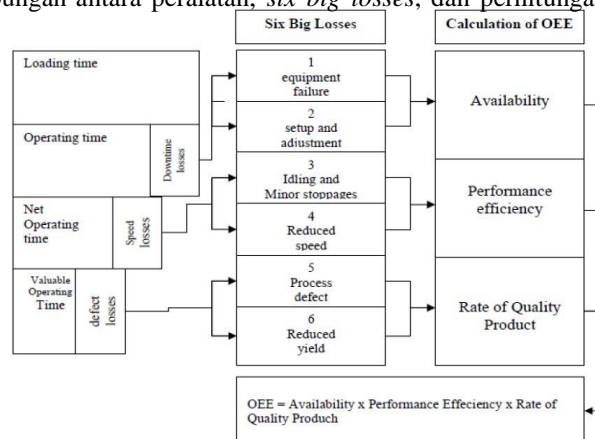 antara peralatan, six big losses, dan
Six Big Losses
Calculation of OEE
Loading time
Operating time
Downtime
losses
Net
Operating
time
Speed
losses
Valuable
Operating
Time
defect
losses
1
equipment
failure
2
setup and
adjustment
3
Idling and
Minor stoppages
4
Reduced
speed
5
Process
defect
6
Reduced
yield
Availability
Performance
efficiency
Rate of Quality
Product
OEE = Availability x Performance Effeciency x Rate of
Quality Produch